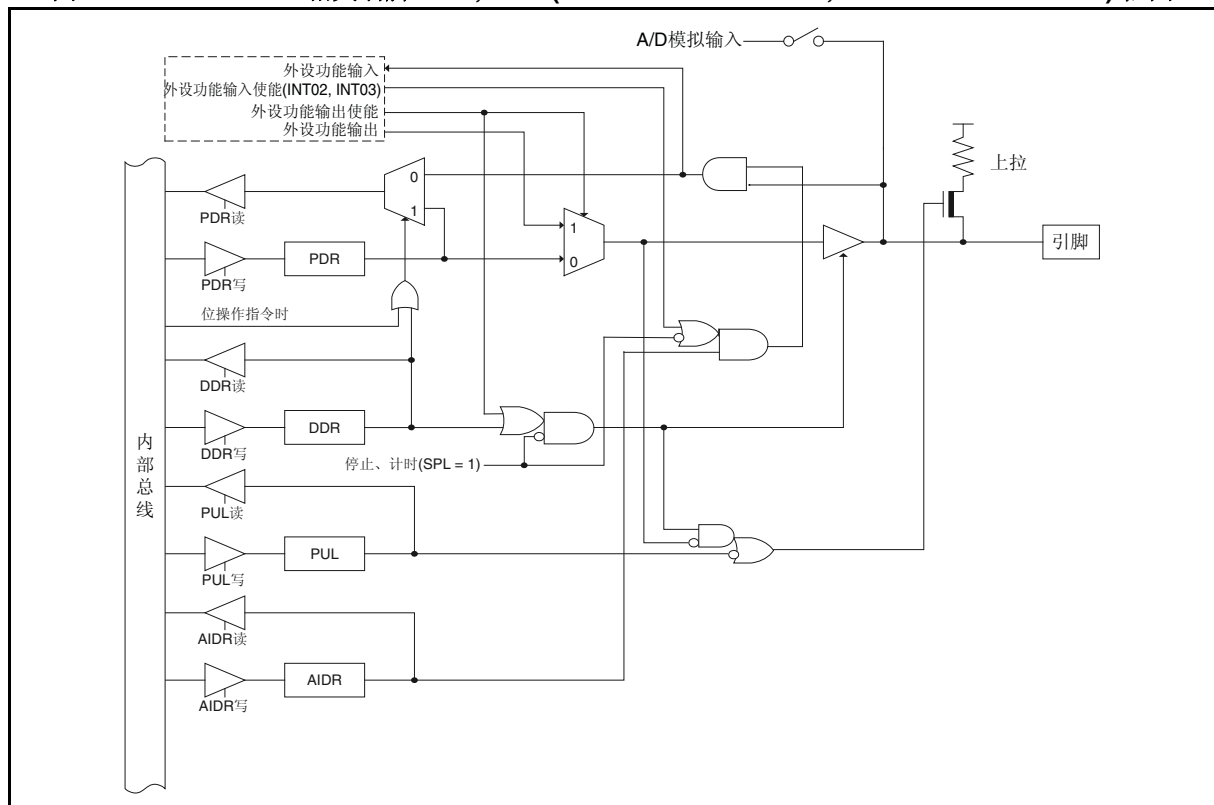 A/D模拟输入
外设功能输入
外设功能输入使能(INT02, INT03)
外设功能输出使能
外设功能输出
上拉
0
1
PDR读
1
0
引脚
PDR
PDR写
位操作指令时
DDR读
DDR
DDR写
停止、计时(SPL = 1)
内部总线
PUL读
PUL
PUL写
AIDR读
AIDR
AIDR写